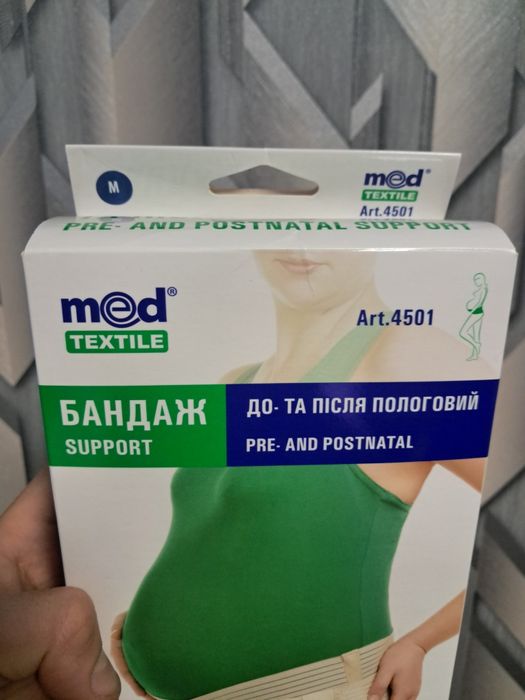 M
med®
TEXTILE
Art.4501
PRE- AND POSTNATAL SUPPORT
med®
TEXTILE
Art.4501
БАНДАЖ
SUPPORT
ДО- ТА ПІСЛЯ ПОЛОГОВИЙ
PRE- AND POSTNATAL